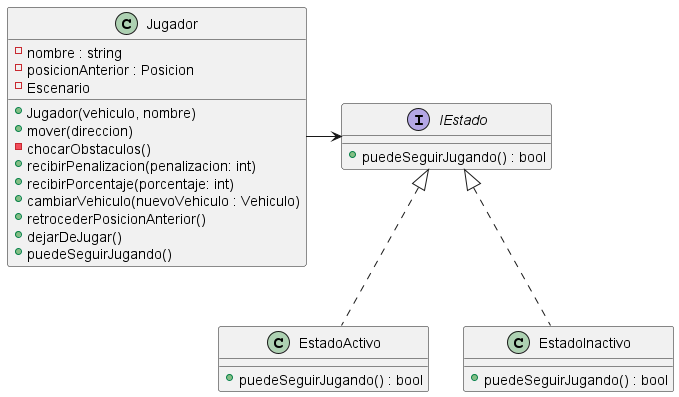 C Jugador
nombre : string
posicionAnterior : Posicion
Escenario
Jugador(vehiculo, nombre)
mover(direccion)
chocarObstaculos()
recibirPenalizacion(penalizacion: int)
recibirPorcentaje(porcentaje: int)
cambiarVehiculo(nuevoVehiculo : Vehiculo)
retrocederPosicionAnterior()
dejarDeJugar()
puedeSeguirJugando()
I IEstado
puedeSeguirJugando() : bool
C EstadoActivo
puedeSeguirJugando() : bool
C EstadoInactivo
puedeSeguirJugando() : bool